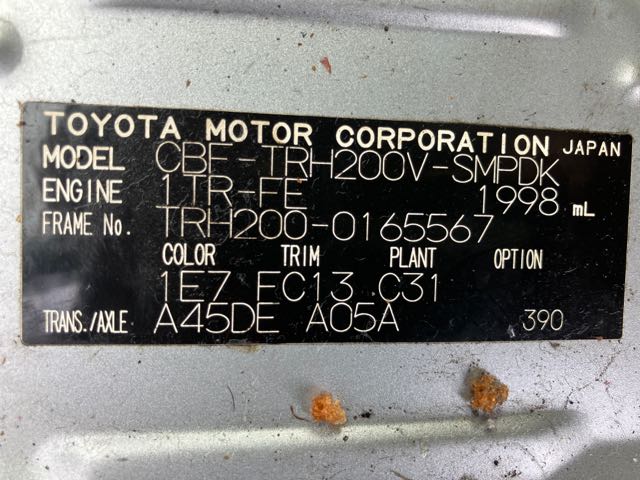 TOYOTA MOTOR CORPORATION JAPAN
MODEL CBF-TRH200V-SMPDK
ENGINE 1TR-FE 1998 mL
FRAME No. TRH200-0165567
COLOR TRIM PLANT OPTION
1E7 FC13 C31
TRANS./AXLE A45DE A05A 390